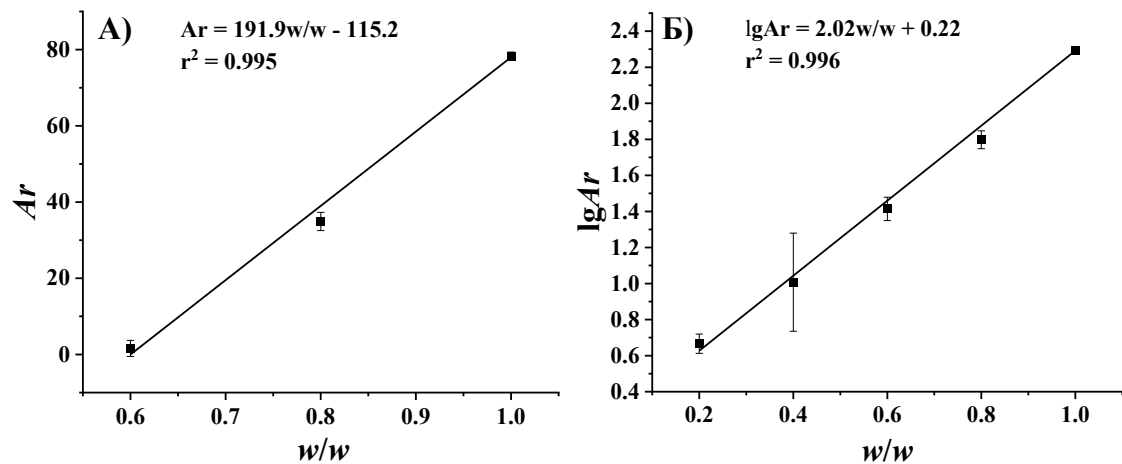 А)
Ar = 191.9w/w - 115.2
r² = 0.995
80
60
40
20
0
Ar
0.6
0.7
0.8
0.9
1.0
w/w
Б)
lgAr = 2.02w/w + 0.22
r² = 0.996
2.4
2.2
2.0
1.8
1.6
1.4
1.2
1.0
0.8
0.6
0.4
lgAr
0.2
0.4
0.6
0.8
1.0
w/w